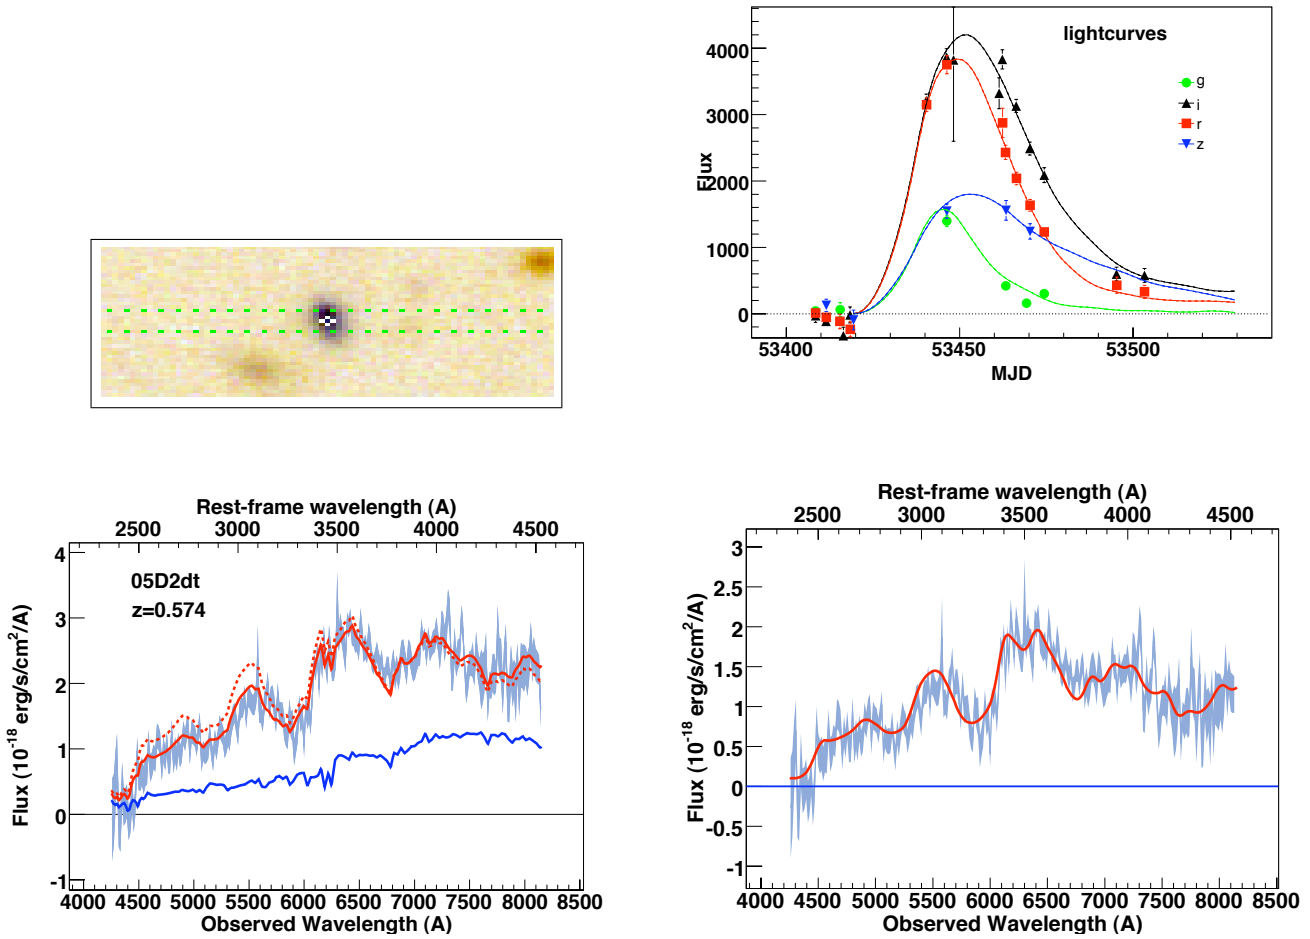 lightcurves
g
i
r
z
Flux
4000
3000
2000
1000
0
53400
53450
53500
MJD
Rest-frame wavelength (A)
2500 3000 3500 4000 4500
4
3
2
1
0
-1
05D2dt
z=0.574
Flux (10⁻¹⁸ erg/s/cm²/A)
4000 4500 5000 5500 6000 6500 7000 7500 8000 8500
Observed Wavelength (A)
Rest-frame wavelength (A)
2500 3000 3500 4000 4500
3
2.5
2
1.5
1
0.5
0
-0.5
-1
Flux (10⁻¹⁸ erg/s/cm²/A)
4000 4500 5000 5500 6000 6500 7000 7500 8000 8500
Observed Wavelength (A)